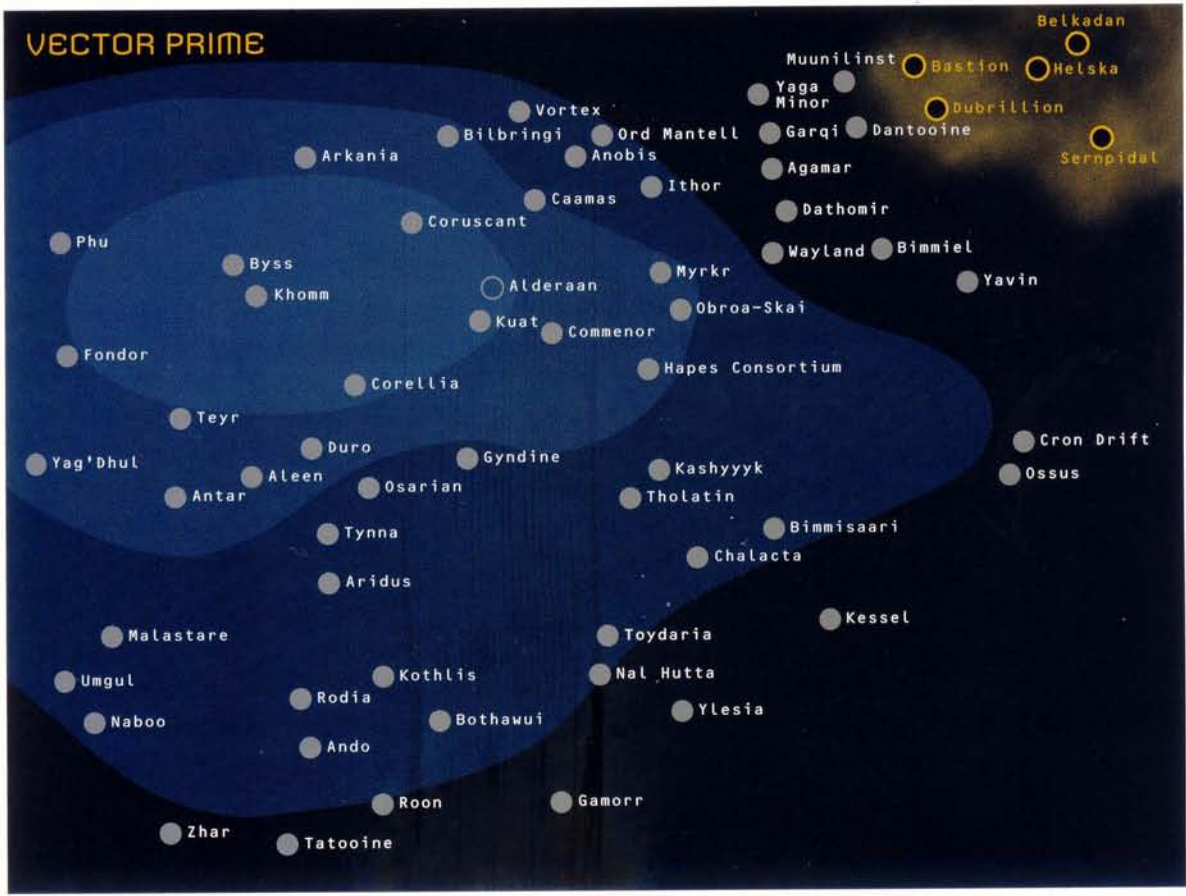 VECTOR PRIME
Belkadan
Muunilinst
Bastion
Helska
Yaga
Minor
Vortex
Dubrillion
Bilbringi
Ord Mantell
Garqi
Dantooine
Arkania
Anobis
Sernpidal
Agamar
Ithor
Caamas
Dathomir
Coruscant
Phu
Wayland
Bimmiel
Byss
Myrkr
Yavin
Alderaan
Khomm
Obroa-Skai
Kuat
Commenor
Fondor
Hapes Consortium
Corellia
Teyr
Cron Drift
Duro
Gyndine
Yag'Dhul
Kashyyyk
Ossus
Aleen
Osarian
Antar
Tholatin
Bimmisaari
Tynna
Chalacta
Aridus
Kessel
Malastare
Toydaria
Kothlis
Nal Hutta
Umgul
Rodia
Ylesia
Naboo
Bothawui
Ando
Roon
Gamorr
Zhar
Tatooine